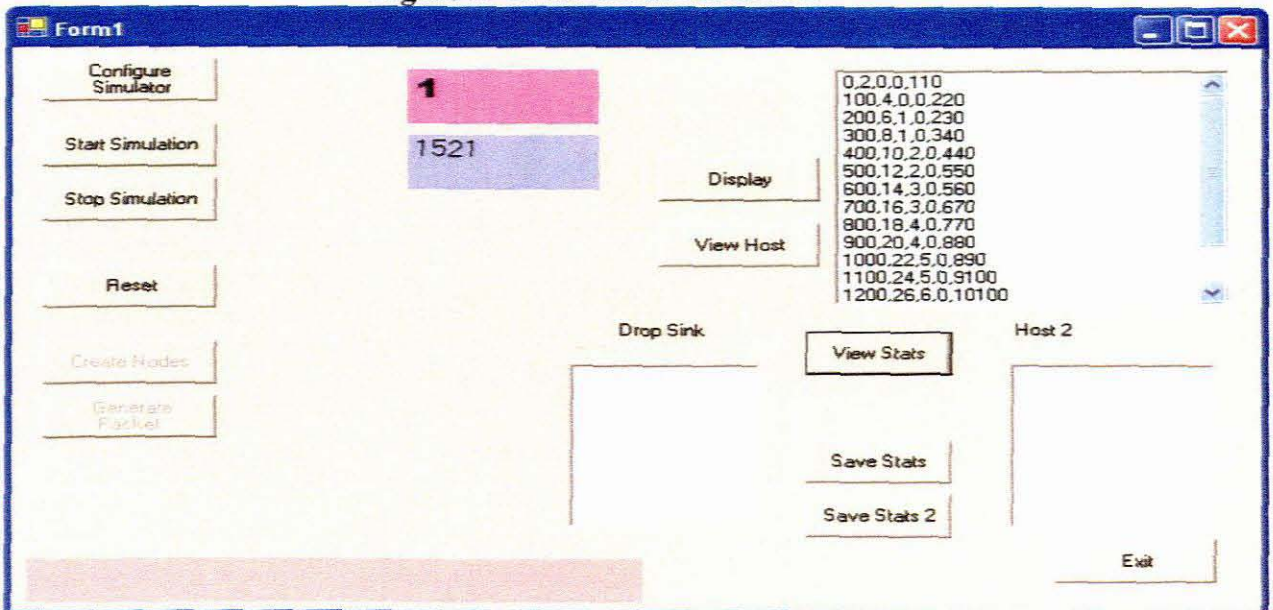 Form1
Configure
Simulator
Start Simulation
Stop Simulation
Reset
Create Nodes
Generate
Packet
1
1521
Display
View Host
0,2,0,0,110
100,4,0,0,220
200,6,1,0,230
300,8,1,0,340
400,10,2,0,440
500,12,2,0,550
600,14,3,0,560
700,16,3,0,670
800,18,4,0,770
900,20,4,0,880
1000,22,5,0,890
1100,24,5,0,9100
1200,26,6,0,10100
Drop Sink
View Stats
Host 2
Save Stats
Save Stats 2
Exit